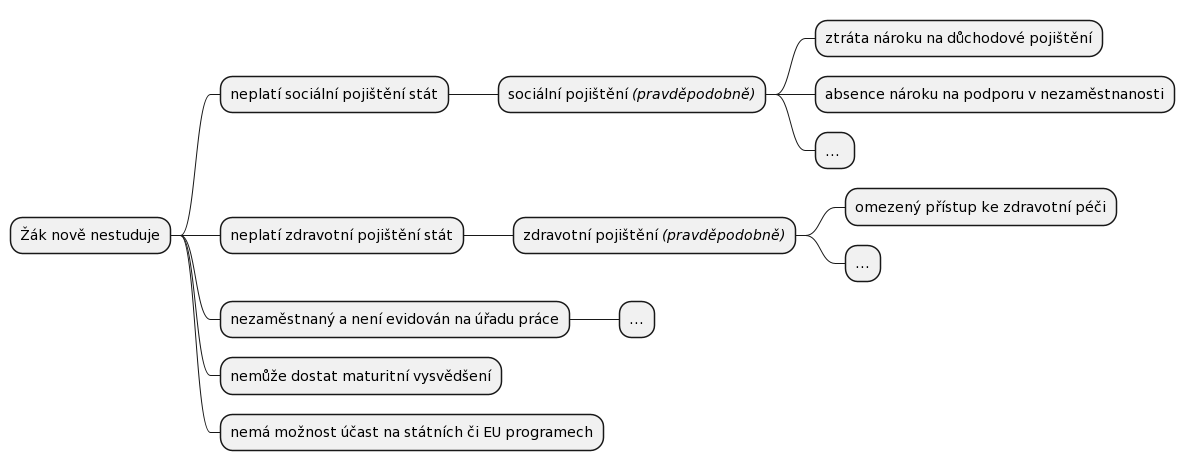 Žák nově nestuduje
neplatí sociální pojištění stát
sociální pojištění (pravděpodobně)
ztráta nároku na důchodové pojištění
absence nároku na podporu v nezaměstnanosti
...
neplatí zdravotní pojištění stát
zdravotní pojištění (pravděpodobně)
omezený přístup ke zdravotní péči
...
nezaměstnaný a není evidován na úřadu práce
...
nemůže dostat maturitní vysvědšení
nemá možnost účast na státních či EU programech